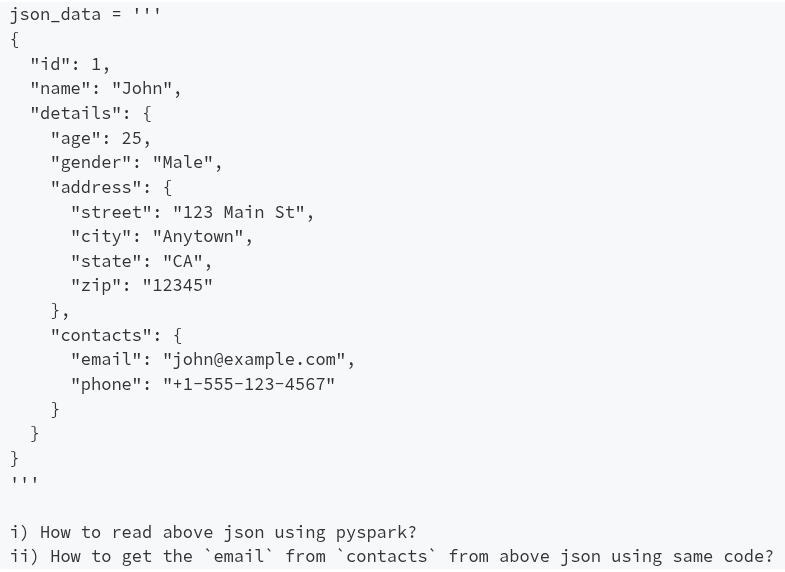 json_data = '''
{
  "id": 1,
  "name": "John",
  "details": {
    "age": 25,
    "gender": "Male",
    "address": {
      "street": "123 Main St",
      "city": "Anytown",
      "state": "CA",
      "zip": "12345"
    },
    "contacts": {
      "email": "john@example.com",
      "phone": "+1-555-123-4567"
    }
  }
}
'''
i) How to read above json using pyspark?
ii) How to get the `email` from `contacts` from above json using same code?